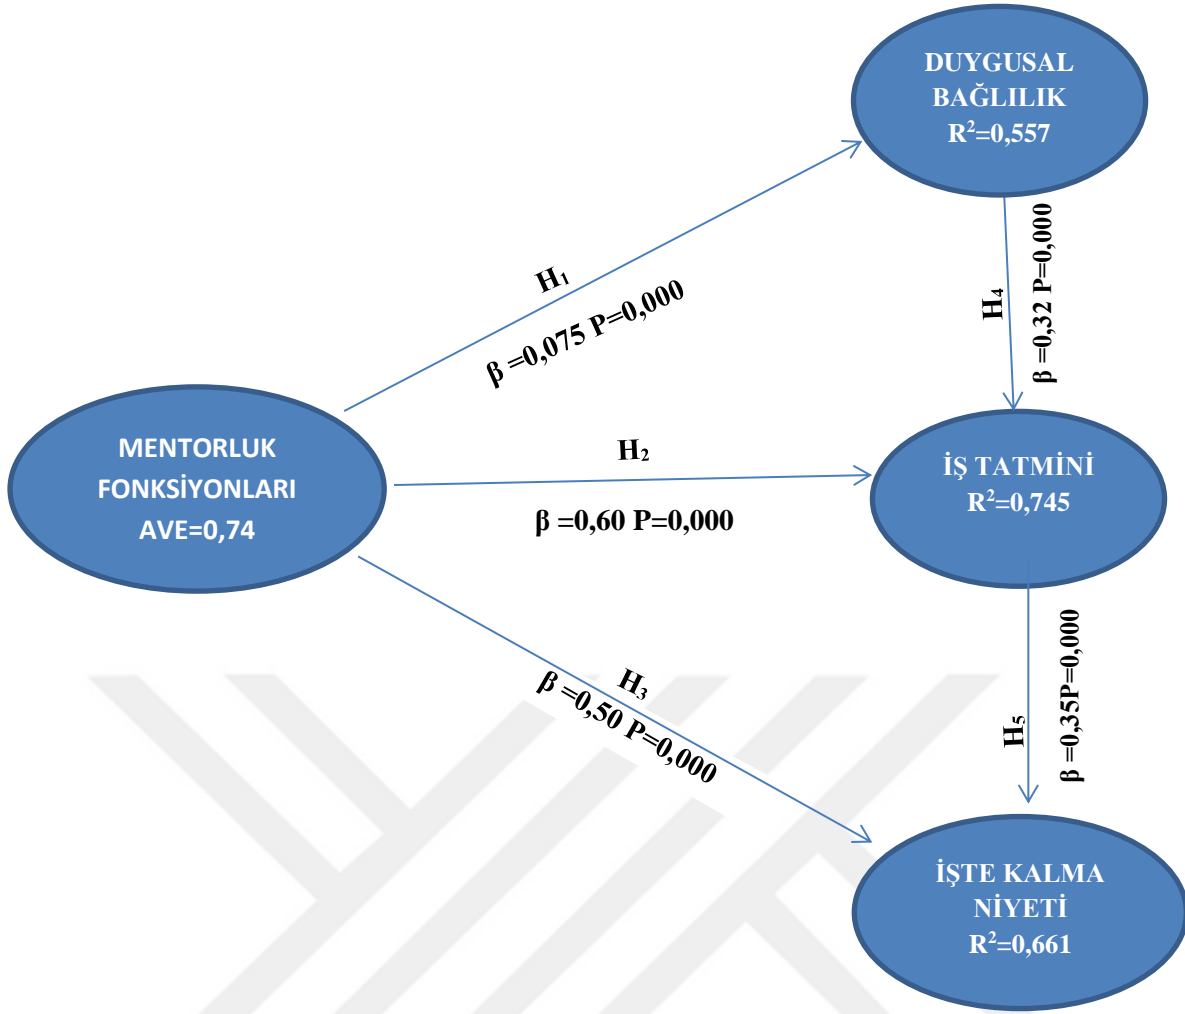 DUYGUSAL
BAĞLILIK
R²=0,557
H₁
β =0,075 P=0,000
H₄
β =0,32 P=0,000
MENTORLUK
FONKSİYONLARI
AVE=0,74
H₂
β =0,60 P=0,000
İŞ TATMİNİ
R²=0,745
H₃
β =0,50 P=0,000
H₅
β =0,35P=0,000
İŞTE KALMA
NİYETİ
R²=0,661